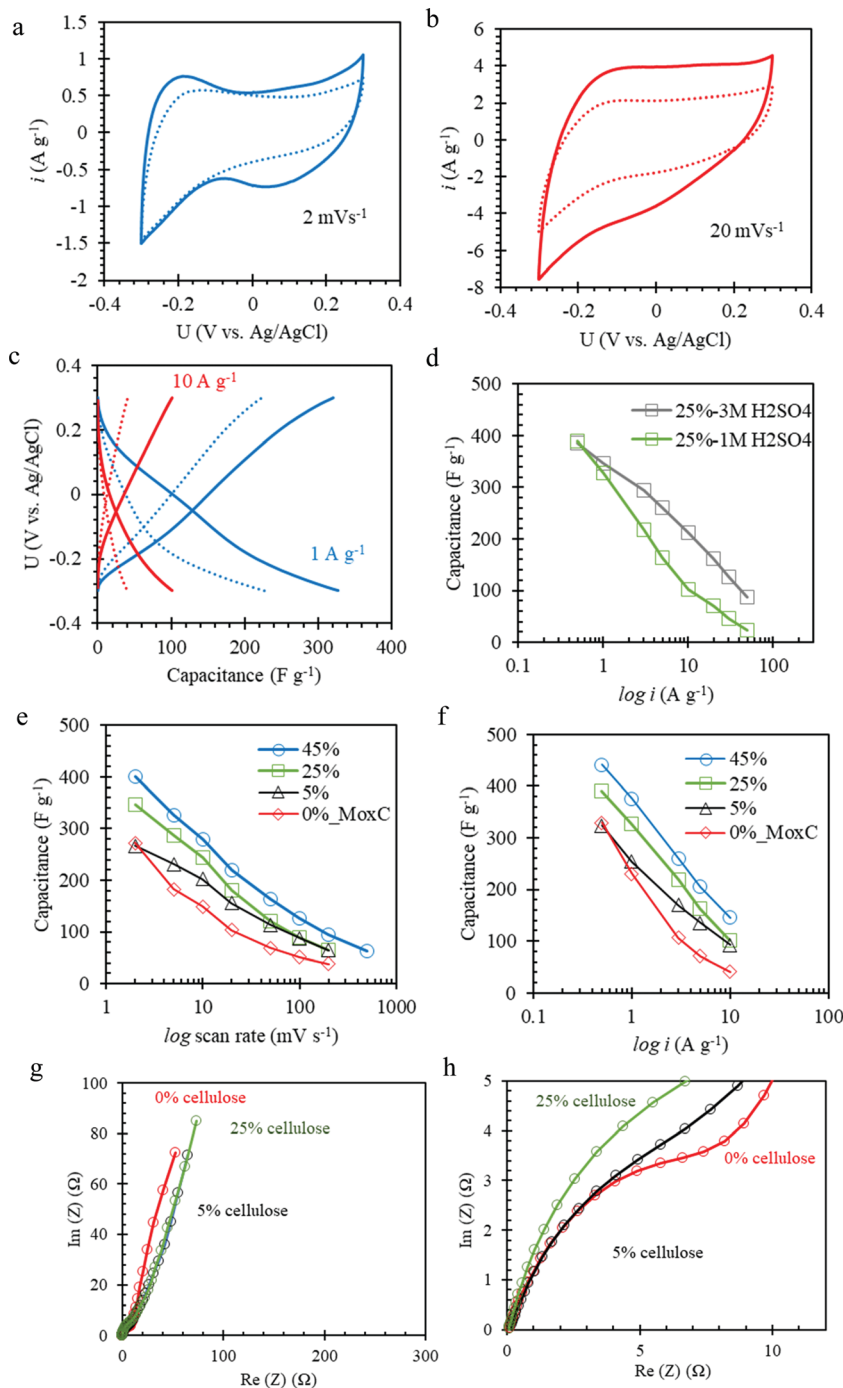 a
1.5
1
0.5
0
-0.5
-1
-1.5
-2
i (A g-1)
2 mVs-1
-0.4 -0.2 0 0.2 0.4
U (V vs. Ag/AgCl)
b
6
4
2
0
-2
-4
-6
-8
i (A g-1)
20 mVs-1
-0.4 -0.2 0 0.2 0.4
U (V vs. Ag/AgCl)
c
0.4
0.2
0
-0.2
-0.4
U (V vs. Ag/AgCl)
10 A g-1
1 A g-1
0 100 200 300 400
Capacitance (F g-1)
d
500
400
300
200
100
0
Capacitance (F g-1)
25%-3M H2SO4
25%-1M H2SO4
0.1 1 10 100
log i (A g-1)
e
500
400
300
200
100
0
Capacitance (F g-1)
45%
25%
5%
0%_MoxC
1 10 100 1000
log scan rate (mV s-1)
f
500
400
300
200
100
0
Capacitance (F g-1)
45%
25%
5%
0%_MoxC
0.1 1 10 100
log i (A g-1)
g
100
80
60
40
20
0
Im (Z) (Ω)
0% cellulose
25% cellulose
5% cellulose
0 100 200 300
Re (Z) (Ω)
h
5
4
3
2
1
0
Im (Z) (Ω)
25% cellulose
0% cellulose
5% cellulose
0 5 10
Re (Z) (Ω)